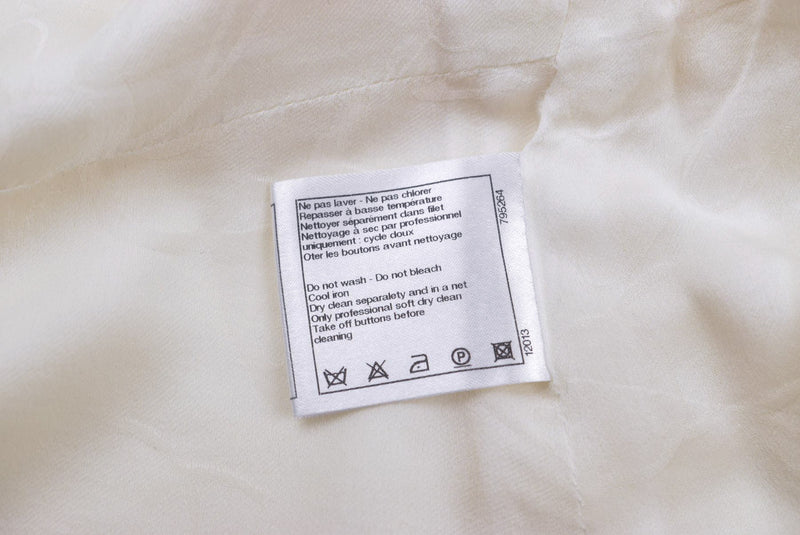 Ne pas laver - Ne pas chlorer
Repasser à basse température
Nettoyer séparément dans filet
Nettoyage à sec par professionnel
uniquement : cycle doux
Oter les boutons avant nettoyage
Do not wash - Do not bleach
Cool iron
Dry clean separalety and in a net
Only professional soft dry clean
Take off buttons before
cleaning
P
795264
12013